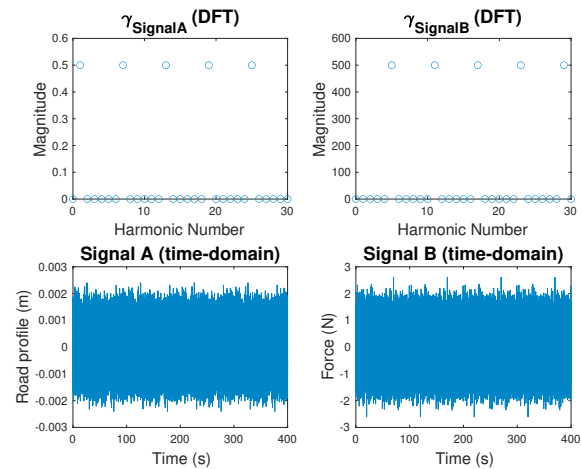 γSignalA (DFT)
0.6
0.5
0.4
0.3
0.2
0.1
0
0 10 20 30
Magnitude
Harmonic Number
γSignalB (DFT)
600
500
400
300
200
100
0
0 10 20 30
Magnitude
Harmonic Number
Signal A (time-domain)
0.003
0.002
0.001
0
-0.001
-0.002
-0.003
0 100 200 300 400
Road profile (m)
Time (s)
Signal B (time-domain)
3
2
1
0
-1
-2
-3
0 100 200 300 400
Force (N)
Time (s)